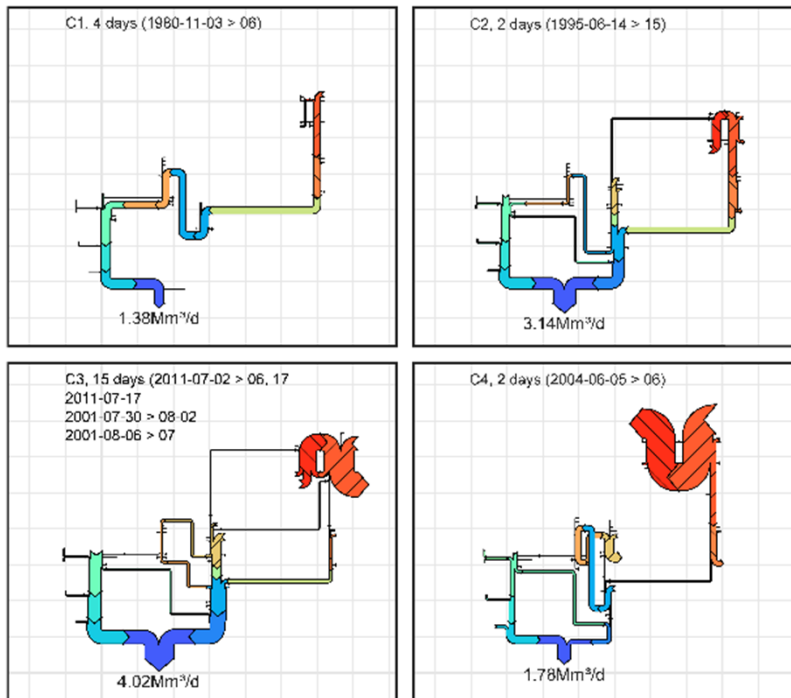 C1, 4 days (1980-11-03 > 06)
1.38Mm³/d
C2, 2 days (1995-06-14 > 15)
3.14Mm³/d
C3, 15 days (2011-07-02 > 06, 17
2011-07-17
2001-07-30 > 08-02
2001-08-06 > 07
4.02Mm³/d
C4, 2 days (2004-06-05 > 06)
1.78Mm³/d